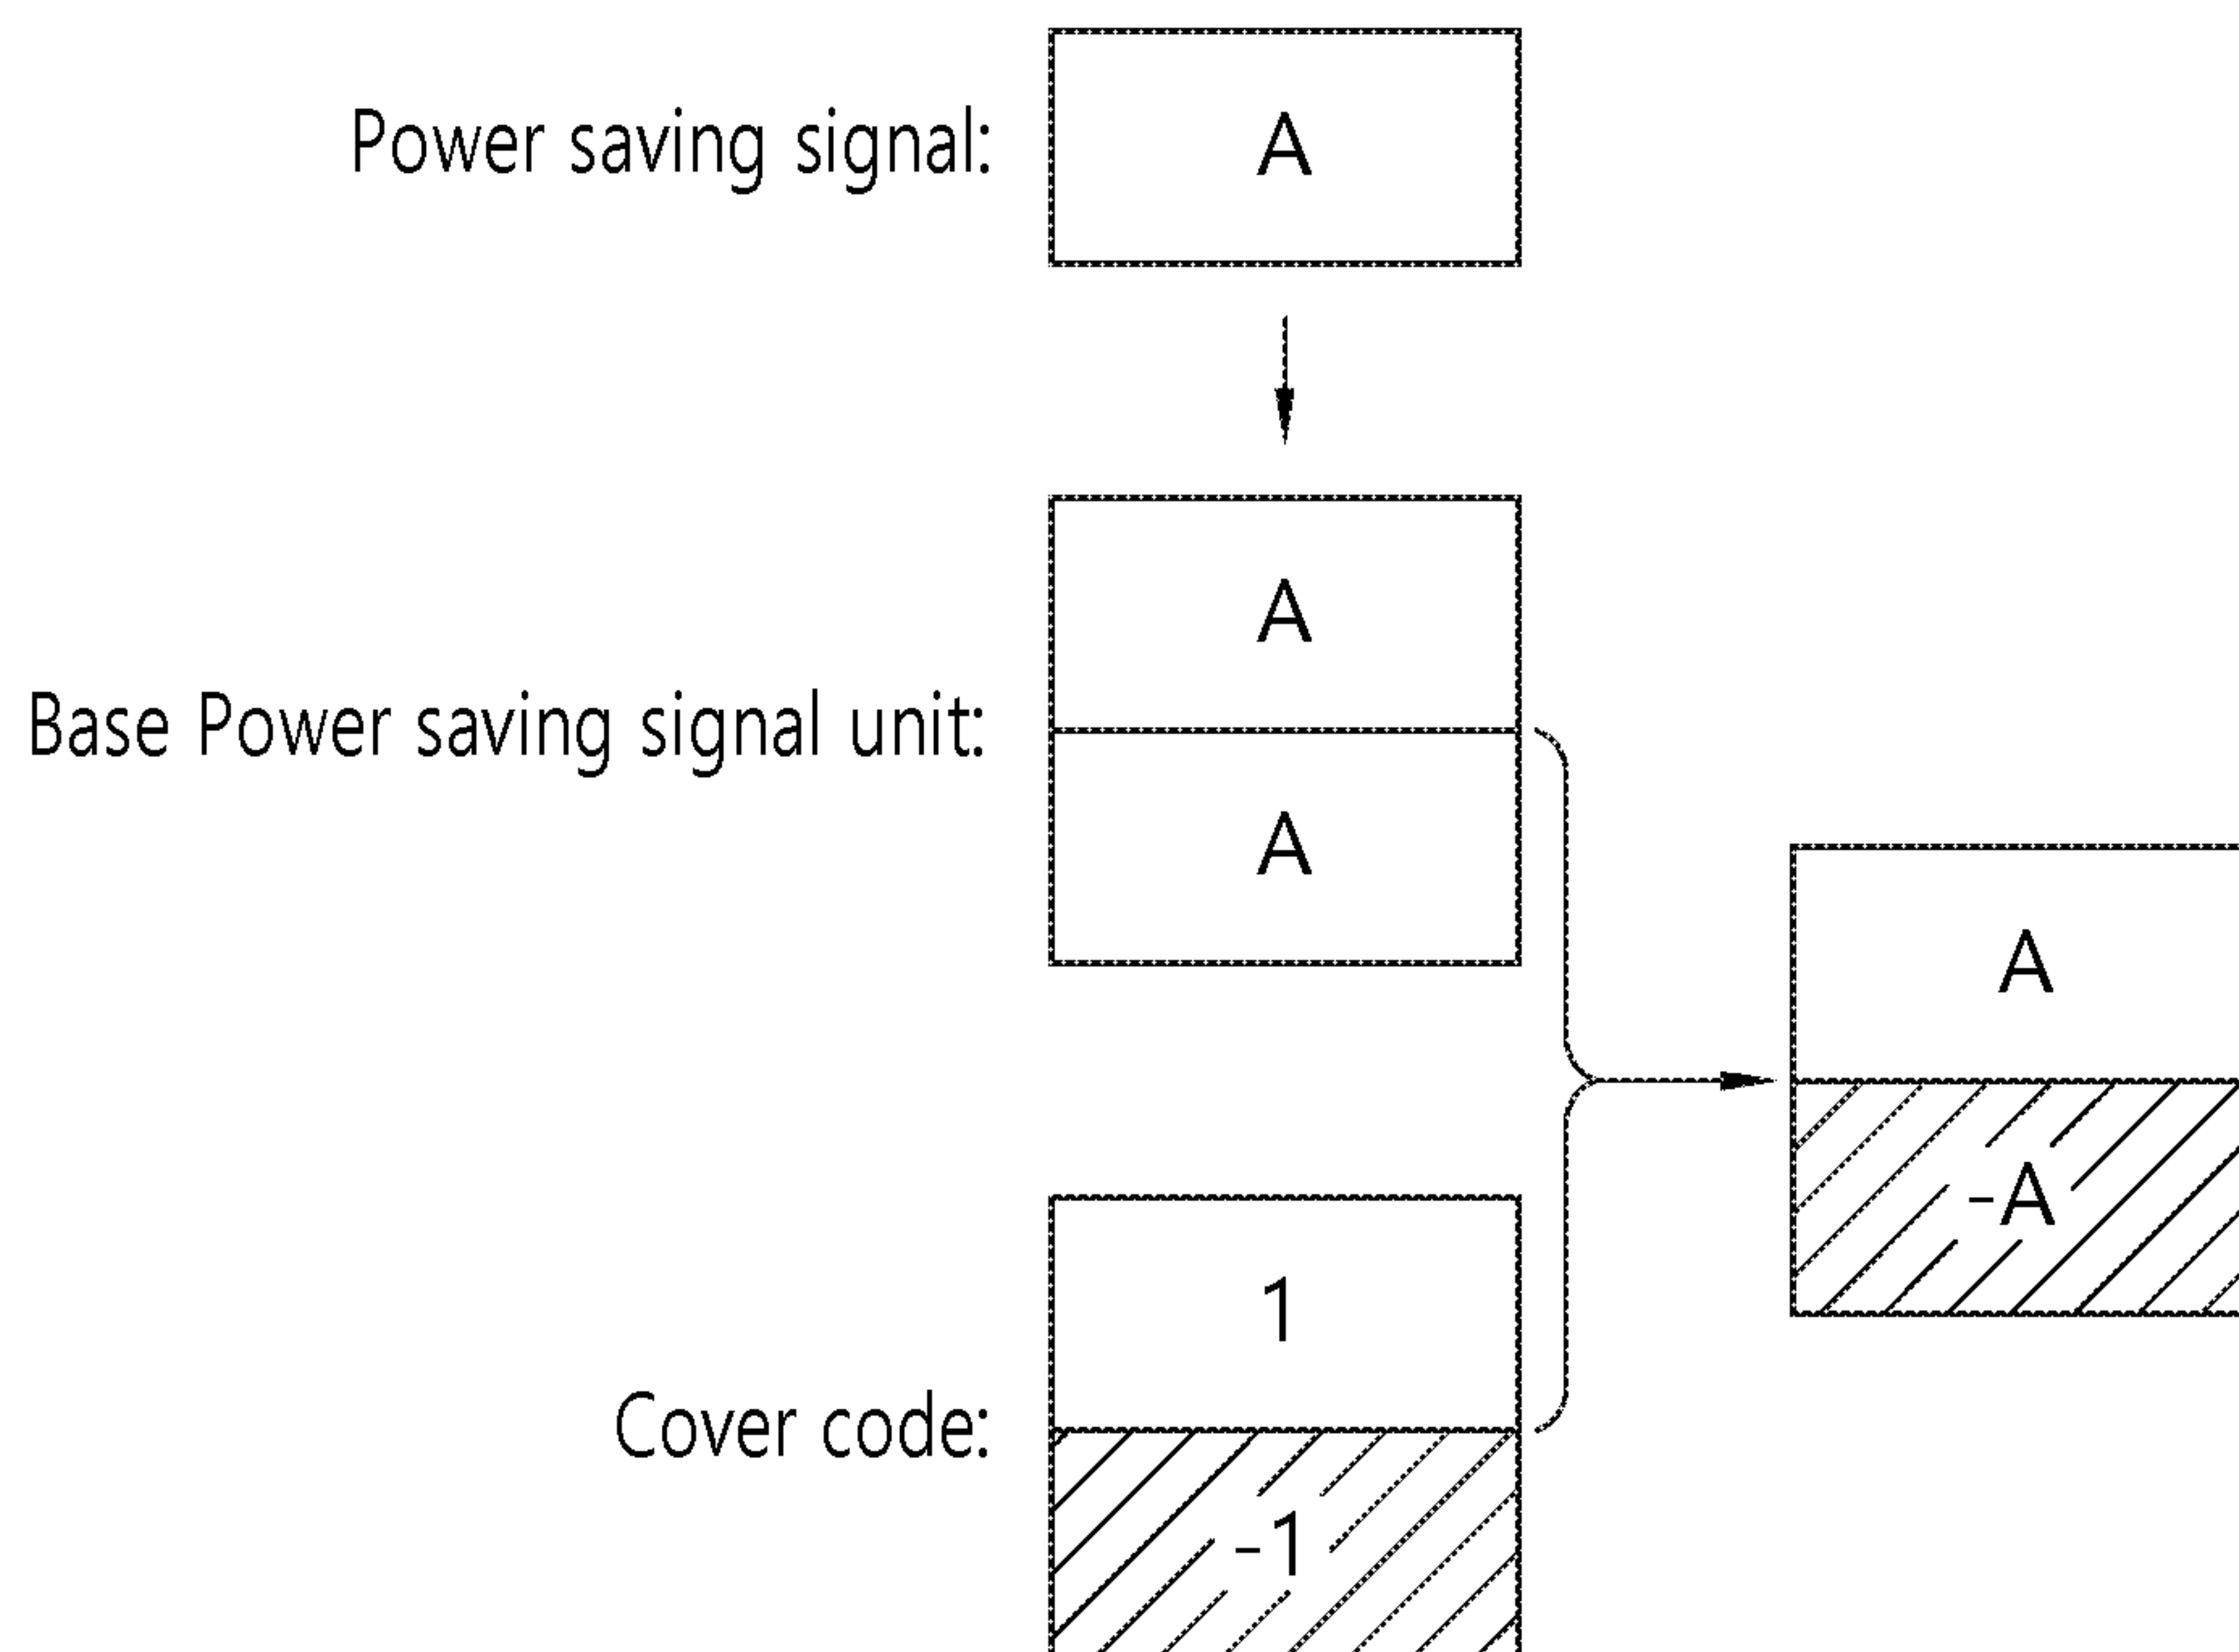 Power saving signal:
A
A
Base Power saving signal unit:
A
A
-A
1
Cover code:
-1